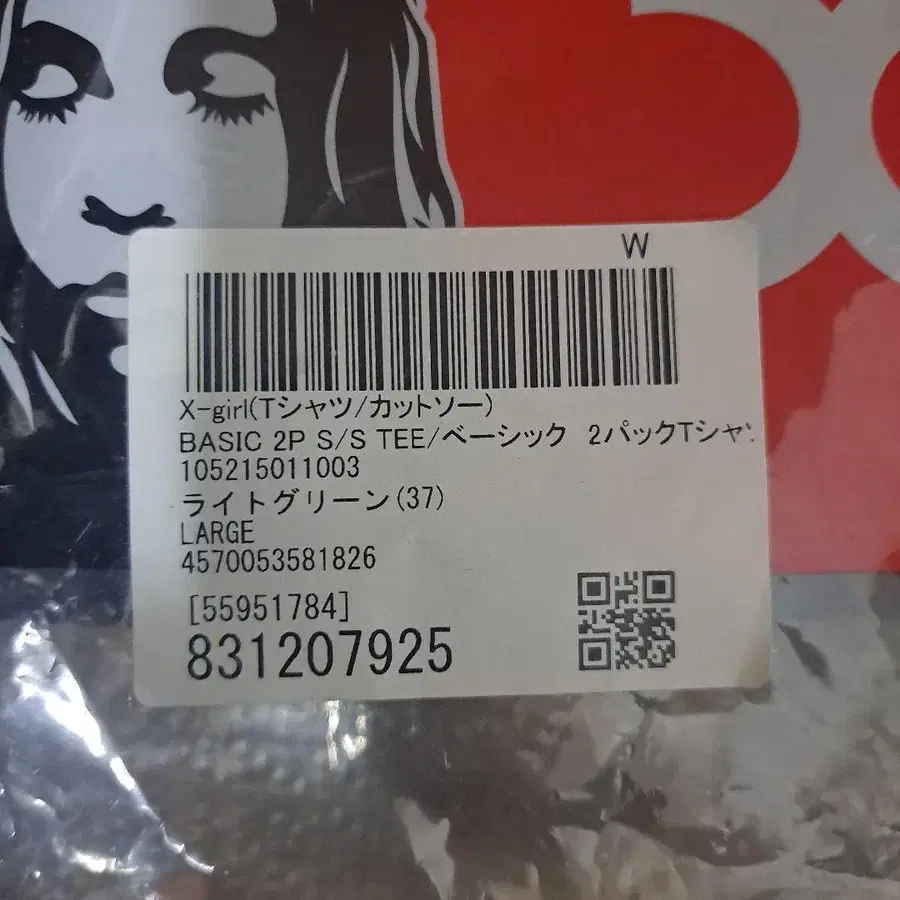 W
X-girl(Tシャツ/カットソー)
BASIC 2P S/S TEE/ベーシック 2パックTシャツ
105215011003
ライトグリーン(37)
LARGE
4570053581826
[55951784]
831207925